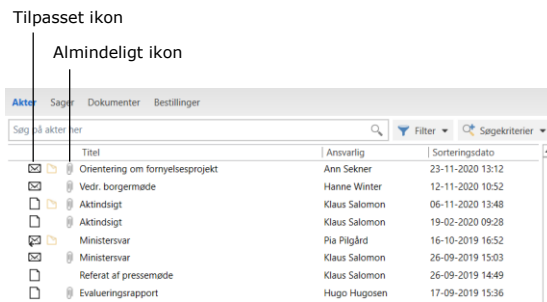 Tilpasset ikon
Almindeligt ikon
Akter Sager Dokumenter Bestillinger
Søg på akter her Filter Søgekriterier
Titel Ansvarlig Sorteringsdato
Orientering om fornyelsesprojekt Ann Sekner 23-11-2020 13:12
Vedr. borgermøde Hanne Winter 12-11-2020 10:52
Aktindsigt Klaus Salomon 06-11-2020 13:48
Aktindsigt Klaus Salomon 19-02-2020 09:28
Ministersvar Pia Pilgård 16-10-2019 16:52
Ministersvar Klaus Salomon 26-09-2019 15:03
Referat af pressemøde Klaus Salomon 26-09-2019 14:49
Evalueringsrapport Hugo Hugosen 17-09-2019 15:36